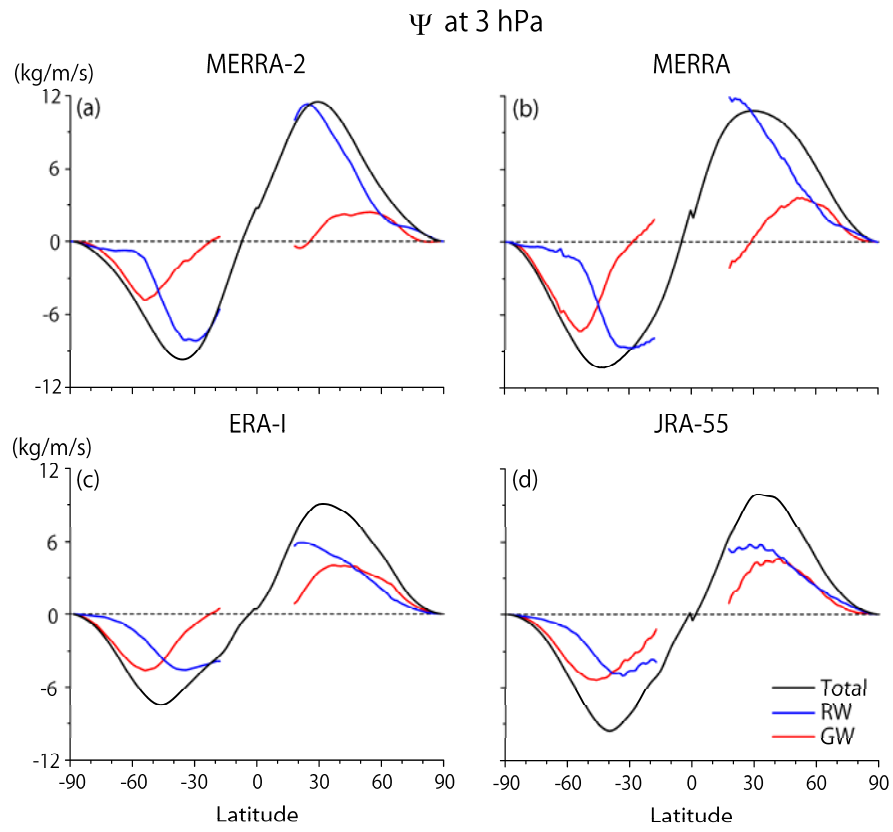 Ψ at 3 hPa
MERRA-2
MERRA
(kg/m/s)
12
6
0
-6
-12
(a)
(b)
ERA-I
JRA-55
(kg/m/s)
12
6
0
-6
-12
(c)
(d)
Total
RW
GW
-90 -60 -30 0 30 60 90
-90 -60 -30 0 30 60 90
Latitude
Latitude